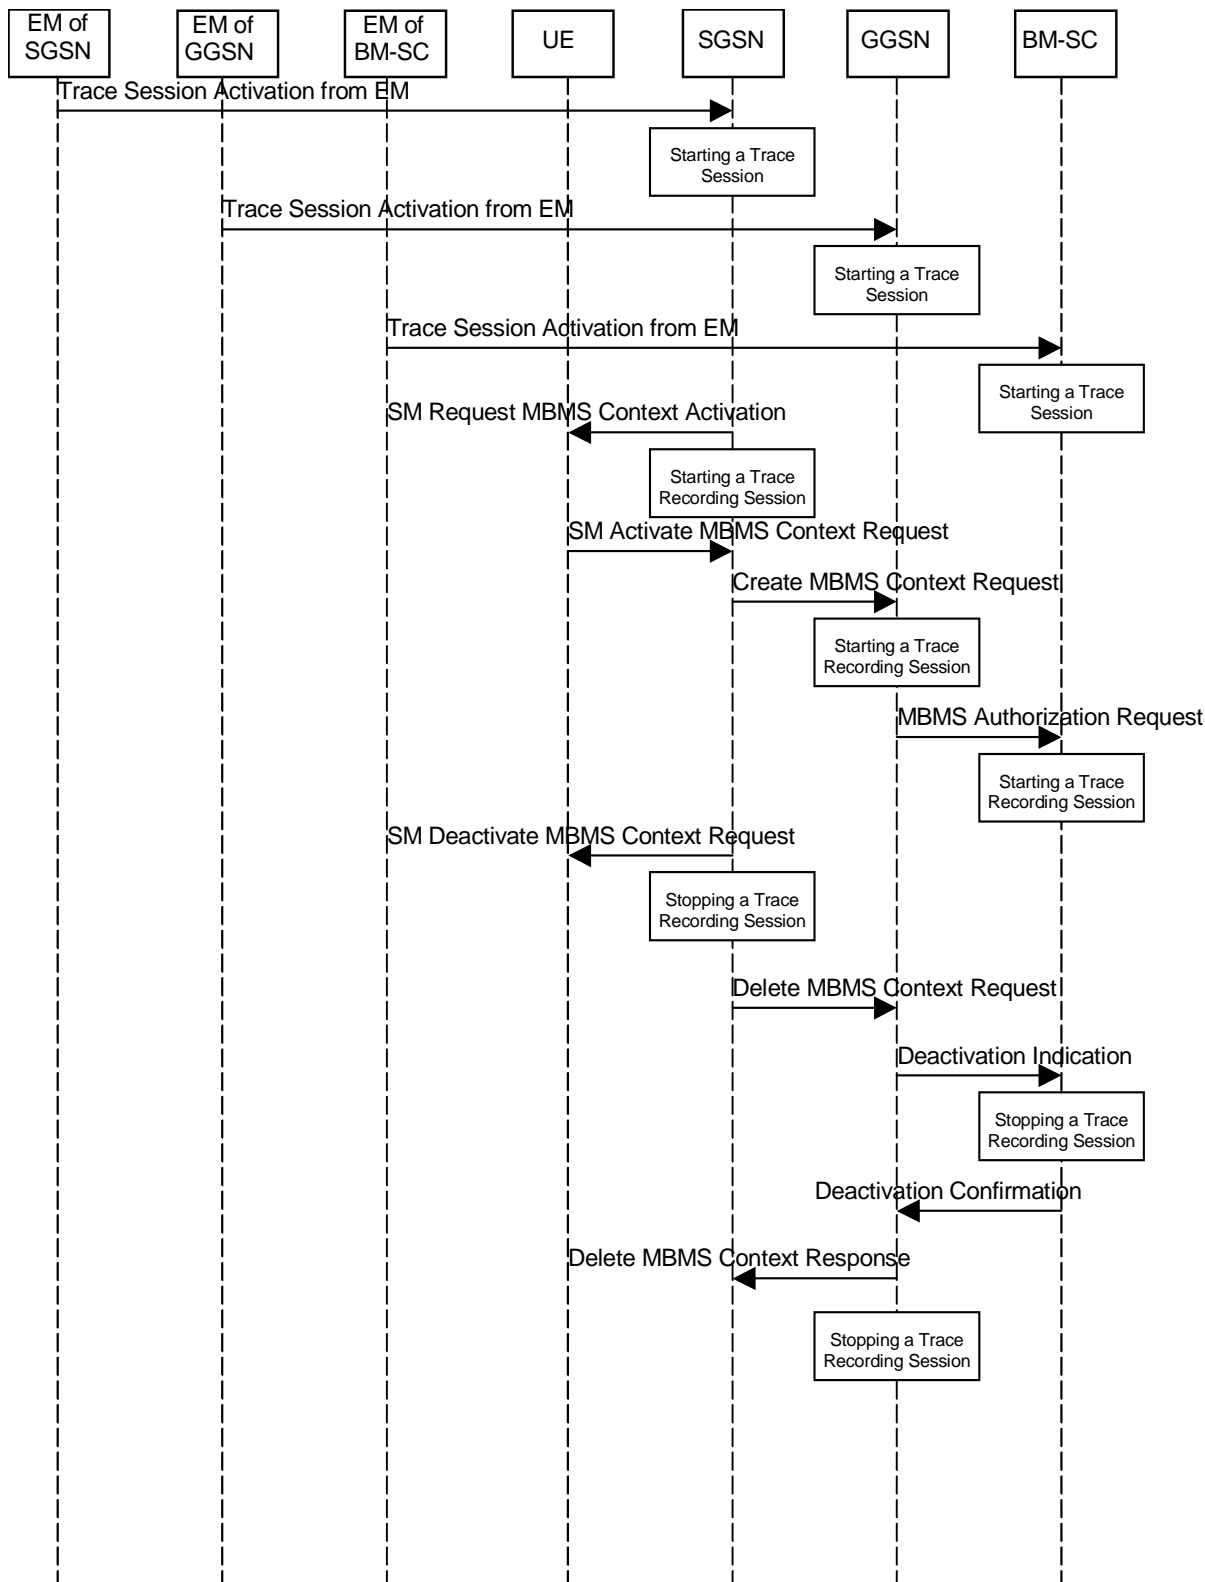 EM of
SGSN
EM of
GGSN
EM of
BM-SC
UE
SGSN
GGSN
BM-SC
Trace Session Activation from EM
Starting a Trace
Session
Trace Session Activation from EM
Starting a Trace
Session
Trace Session Activation from EM
Starting a Trace
Session
SM Request MBMS Context Activation
Starting a Trace
Recording Session
SM Activate MBMS Context Request
Create MBMS Context Request
Starting a Trace
Recording Session
MBMS Authorization Request
Starting a Trace
Recording Session
SM Deactivate MBMS Context Request
Stopping a Trace
Recording Session
Delete MBMS Context Request
Deactivation Indication
Stopping a Trace
Recording Session
Deactivation Confirmation
Delete MBMS Context Response
Stopping a Trace
Recording Session